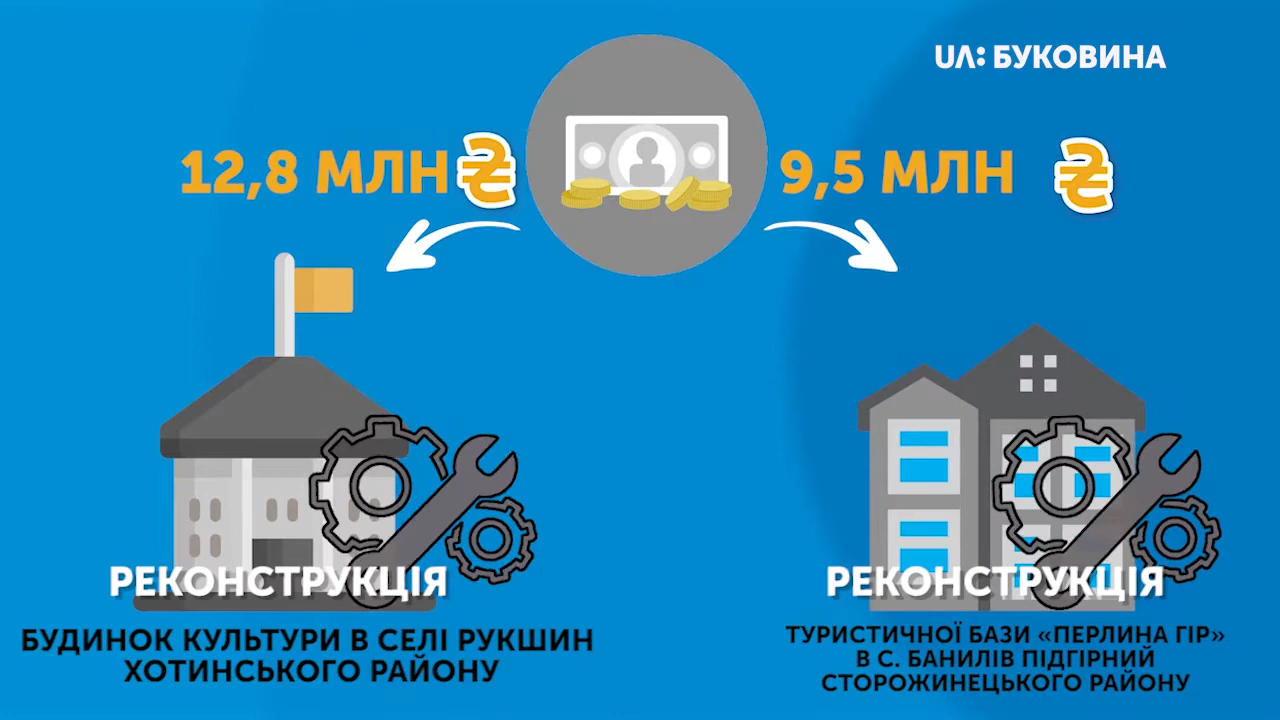 UA: БУКОВИНА
12,8 МЛН ₴
9,5 МЛН ₴
РЕКОНСТРУКЦІЯ
БУДИНОК КУЛЬТУРИ В СЕЛІ РУКШИН
ХОТИНСЬКОГО РАЙОНУ
РЕКОНСТРУКЦІЯ
ТУРИСТИЧНОЇ БАЗИ «ПЕРЛИНА ГІР»
В С. БАНИЛІВ ПІДГІРНИЙ
СТОРОЖИНЕЦЬКОГО РАЙОНУ